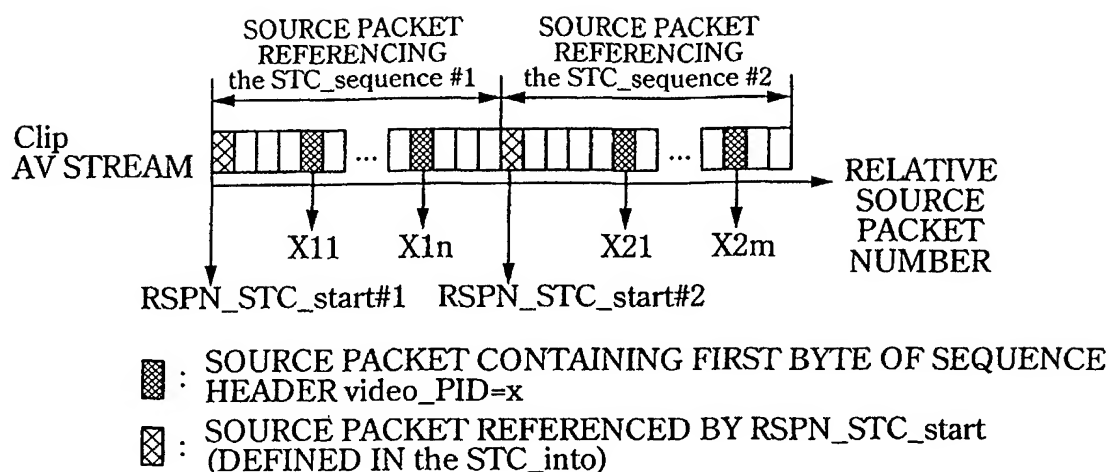 SOURCE PACKET
REFERENCING
the STC_sequence #1
SOURCE PACKET
REFERENCING
the STC_sequence #2
Clip
AV STREAM
...
...
RELATIVE
SOURCE
PACKET
NUMBER
X11
X1n
X21
X2m
RSPN_STC_start#1
RSPN_STC_start#2
: SOURCE PACKET CONTAINING FIRST BYTE OF SEQUENCE
HEADER video_PID=x
: SOURCE PACKET REFERENCED BY RSPN_STC_start
(DEFINED IN the STC_into)